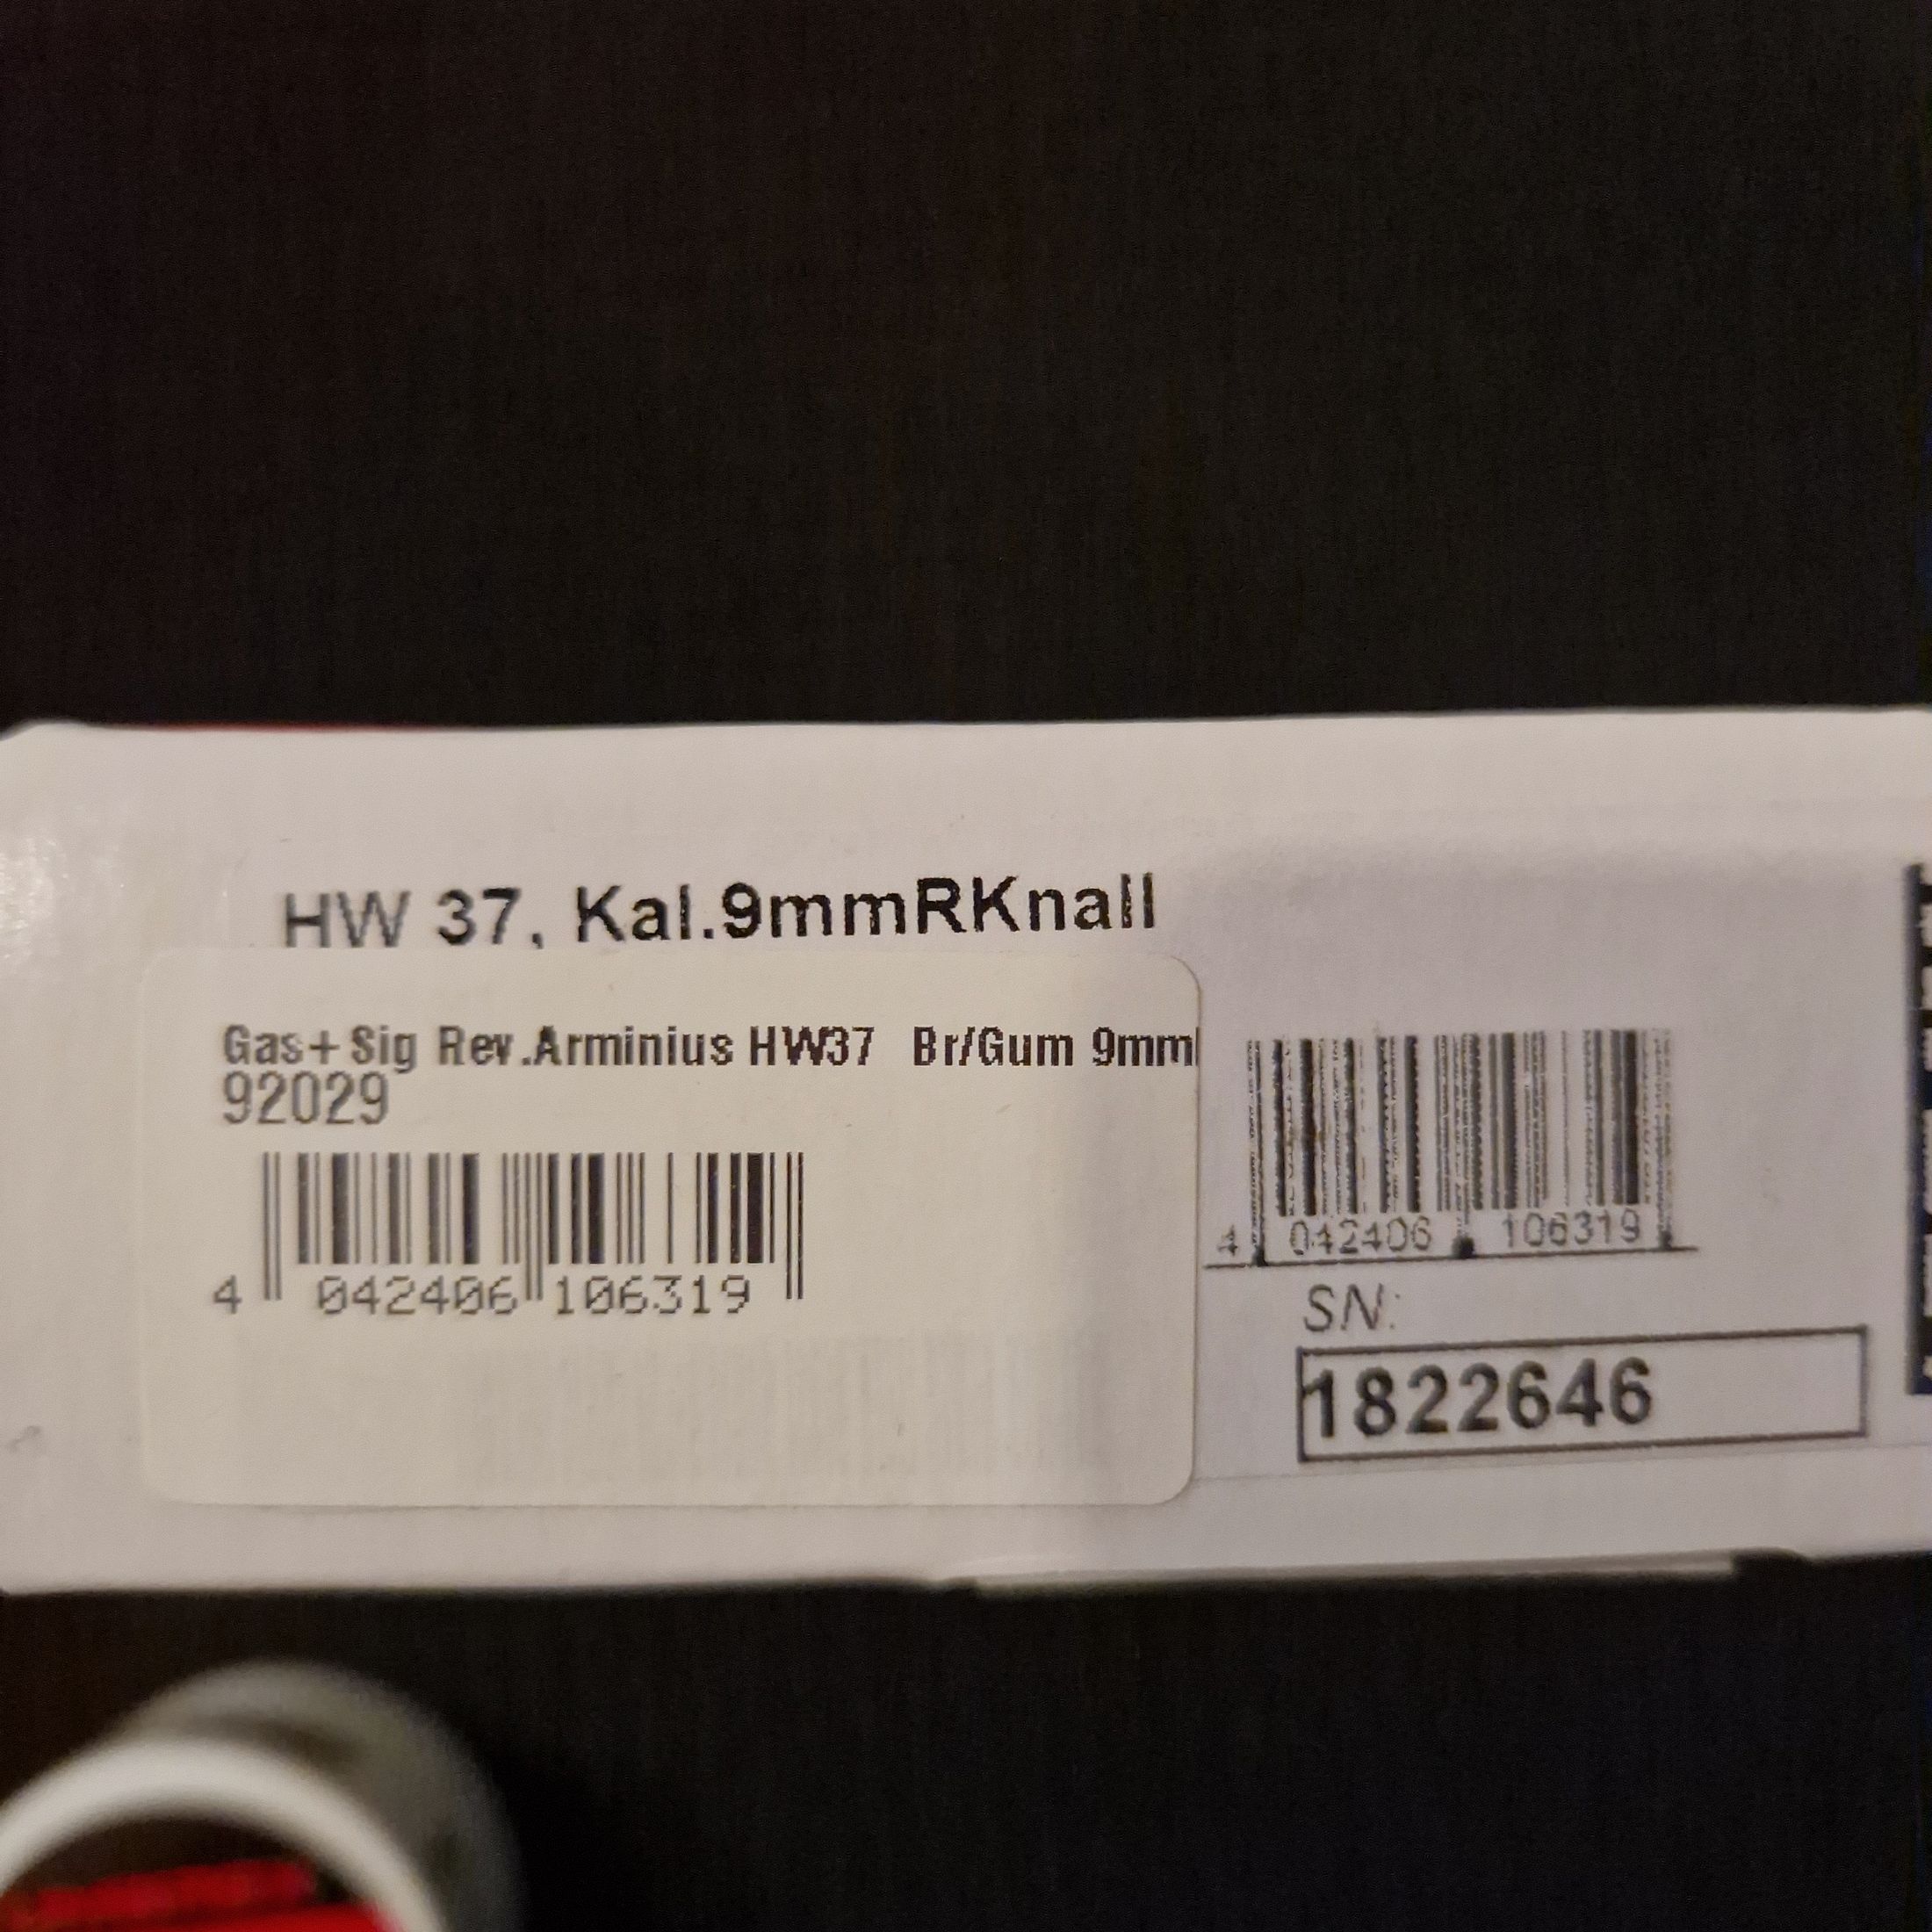 HW 37, Kal.9mmRKnall
Gas+Sig Rev.Arminius HW37 Br/Gum 9mm
92029
4 042406 106319
4 042406 106319
SN:
1822646